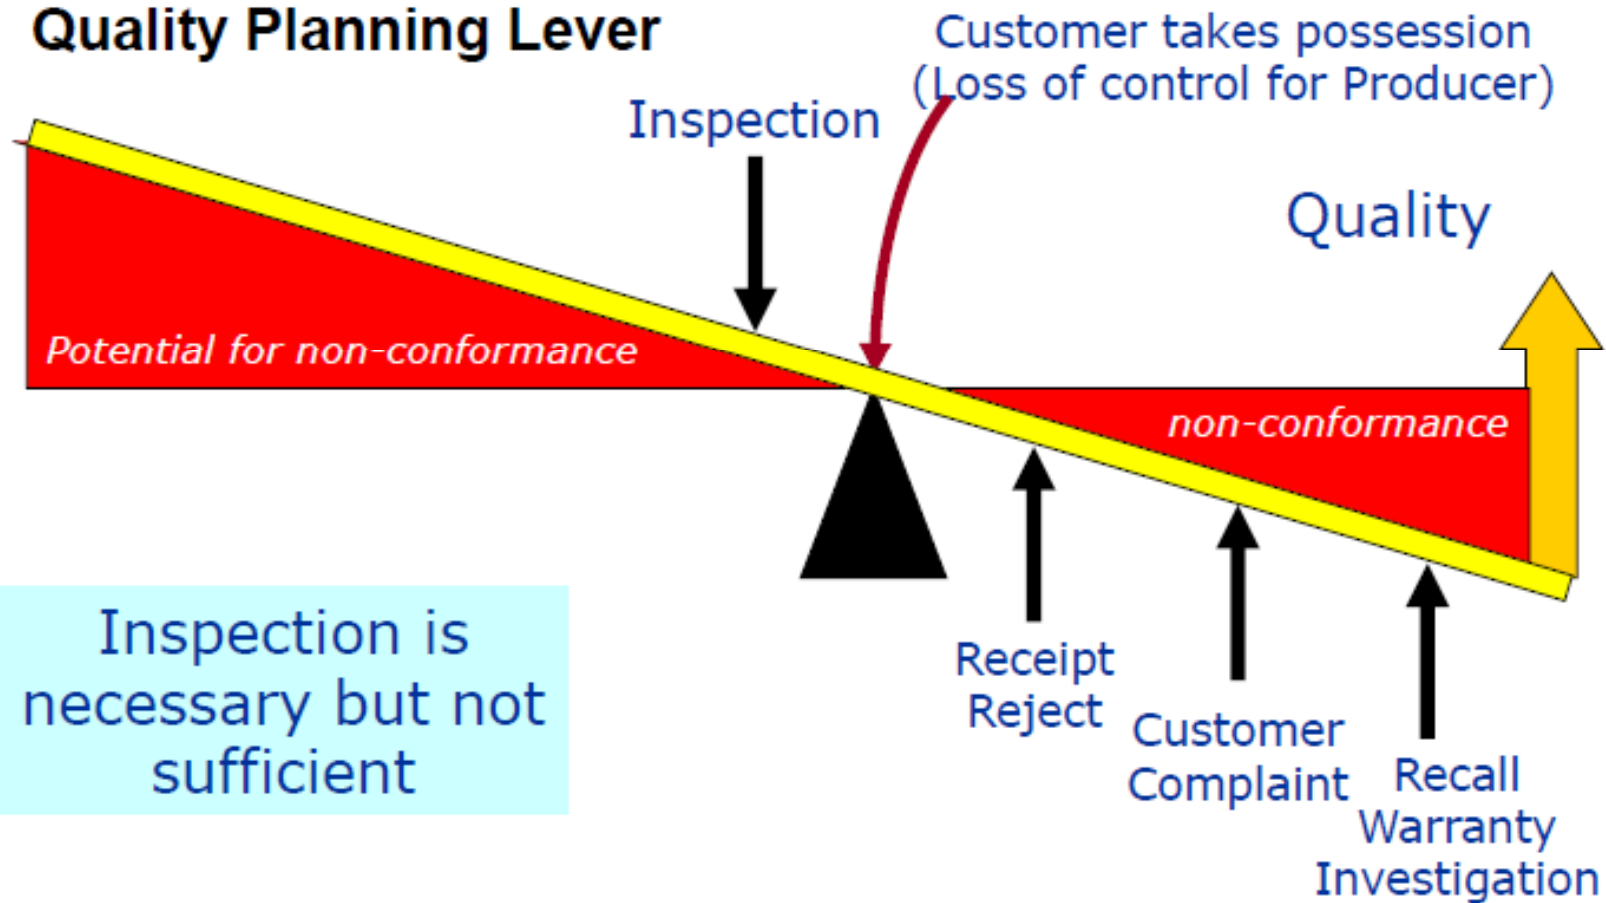 Quality Planning Lever
Customer takes possession
(Loss of control for Producer)
Inspection
Quality
Potential for non-conformance
non-conformance
Inspection is
necessary but not
sufficient
Receipt
Reject
Customer
Complaint
Recall
Warranty
Investigation